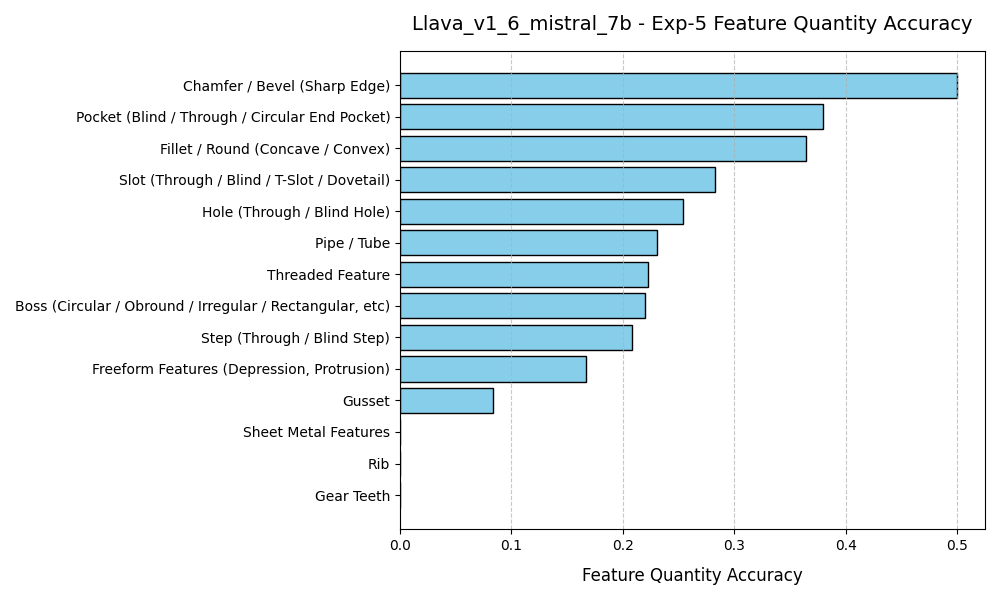 Llava_v1_6_mistral_7b - Exp-5 Feature Quantity Accuracy
Chamfer / Bevel (Sharp Edge)
Pocket (Blind / Through / Circular End Pocket)
Fillet / Round (Concave / Convex)
Slot (Through / Blind / T-Slot / Dovetail)
Hole (Through / Blind Hole)
Pipe / Tube
Threaded Feature
Boss (Circular / Obround / Irregular / Rectangular, etc)
Step (Through / Blind Step)
Freeform Features (Depression, Protrusion)
Gusset
Sheet Metal Features
Rib
Gear Teeth
0.0 0.1 0.2 0.3 0.4 0.5
Feature Quantity Accuracy